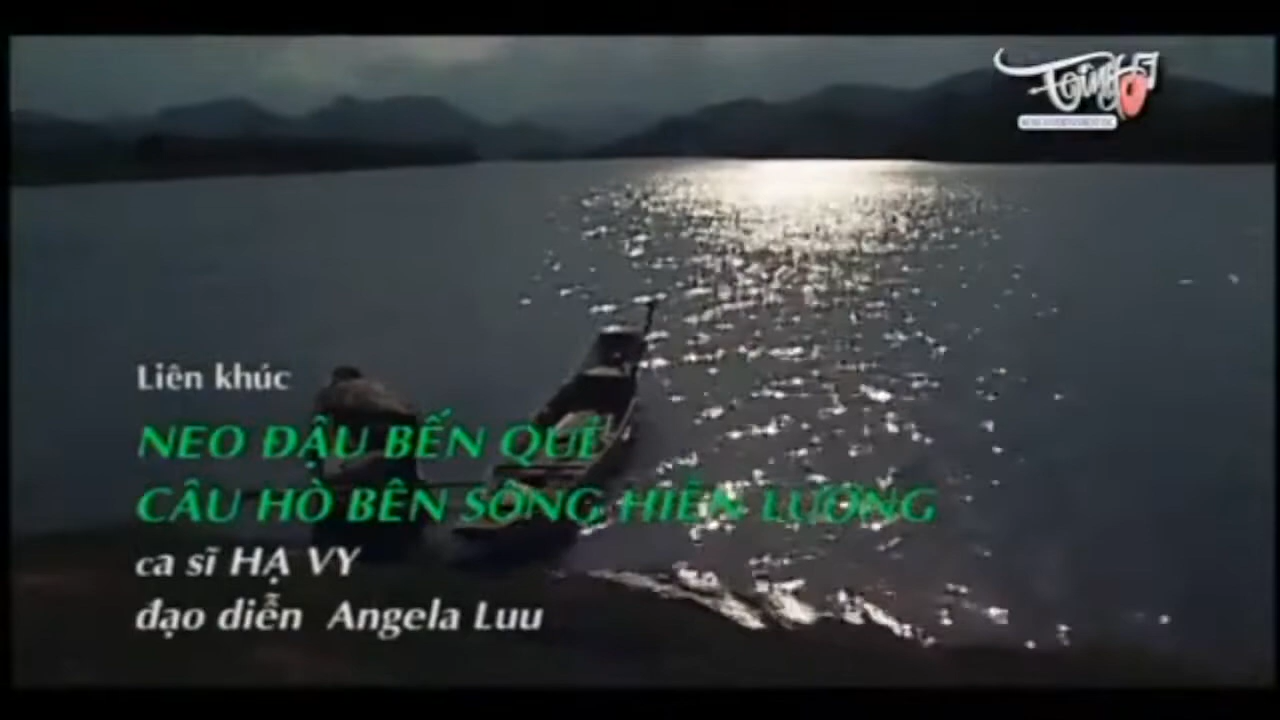 Tình
Liên khúc
NEO ĐẬU BẾN QUÊ
CÂU HÒ BÊN SÔNG HIỀN LƯƠNG
ca sĩ HẠ VY
đạo diễn Angela Luu